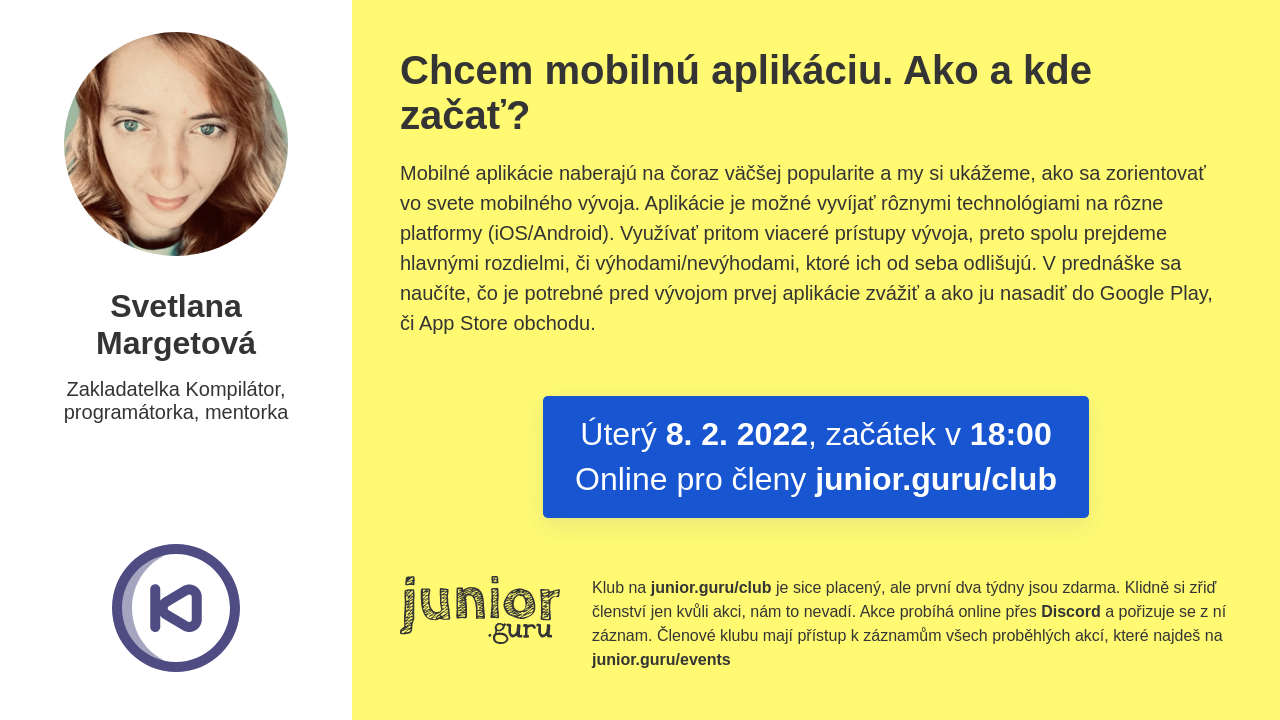 Svetlana
Margetová
Zakladatelka Kompilátor,
programátorka, mentorka
Chcem mobilnú aplikáciu. Ako a kde
začať?
Mobilné aplikácie naberajú na čoraz väčšej popularite a my si ukážeme, ako sa zorientovať
vo svete mobilného vývoja. Aplikácie je možné vyvíjať rôznymi technológiami na rôzne
platformy (iOS/Android). Využívať pritom viaceré prístupy vývoja, preto spolu prejdeme
hlavnými rozdielmi, či výhodami/nevýhodami, ktoré ich od seba odlišujú. V prednáške sa
naučíte, čo je potrebné pred vývojom prvej aplikácie zvážiť a ako ju nasadiť do Google Play,
či App Store obchodu.
Úterý 8. 2. 2022, začátek v 18:00
Online pro členy junior.guru/club
junior
.guru
Klub na junior.guru/club je sice placený, ale první dva týdny jsou zdarma. Klidně si zřiď
členství jen kvůli akci, nám to nevadí. Akce probíhá online přes Discord a pořizuje se z ní
záznam. Členové klubu mají přístup k záznamům všech proběhlých akcí, které najdeš na
junior.guru/events